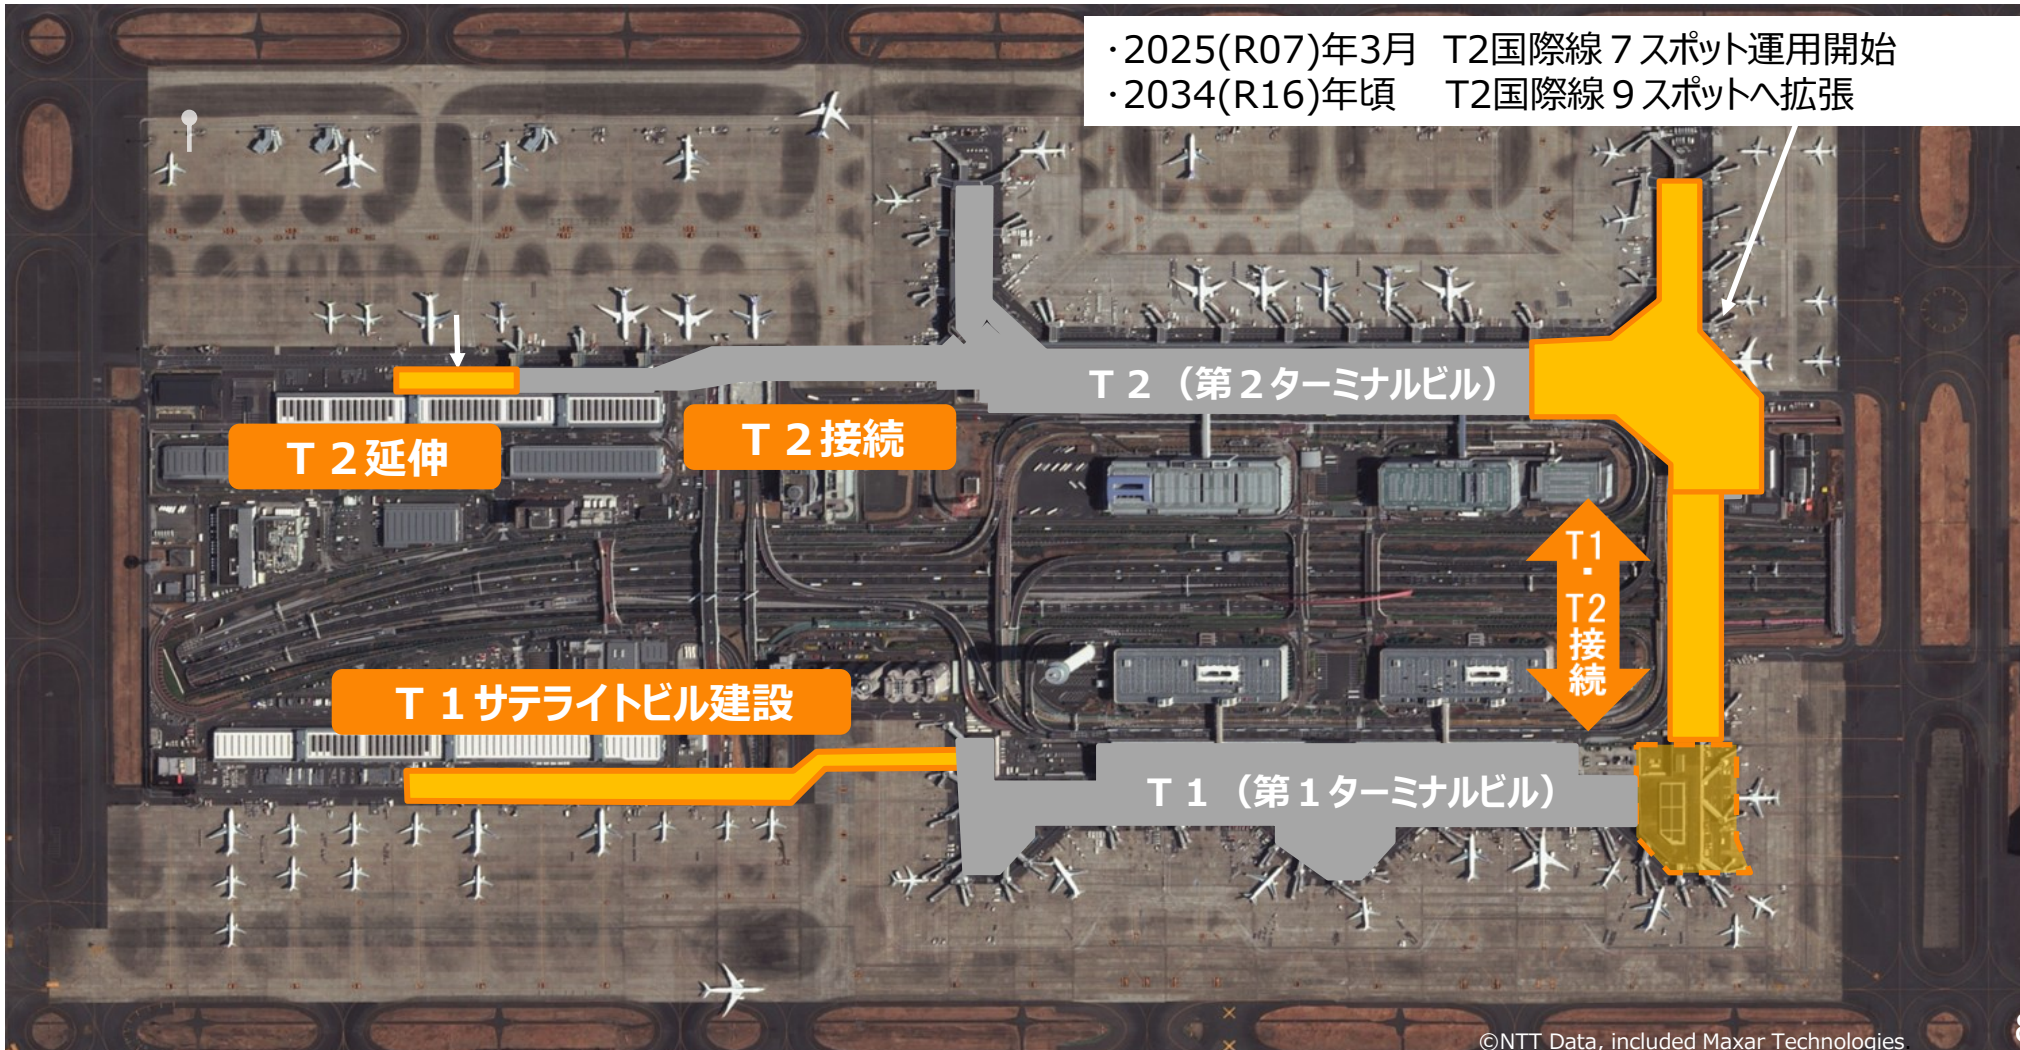 ・2025(R07)年3月　T2国際線７スポット運用開始
・2034(R16)年頃　T2国際線９スポットへ拡張
Ｔ２（第２ターミナルビル）
Ｔ２延伸
Ｔ２接続
T1・T2接続
Ｔ１サテライトビル建設
Ｔ１（第１ターミナルビル）
©NTT Data, included Maxar Technologies.